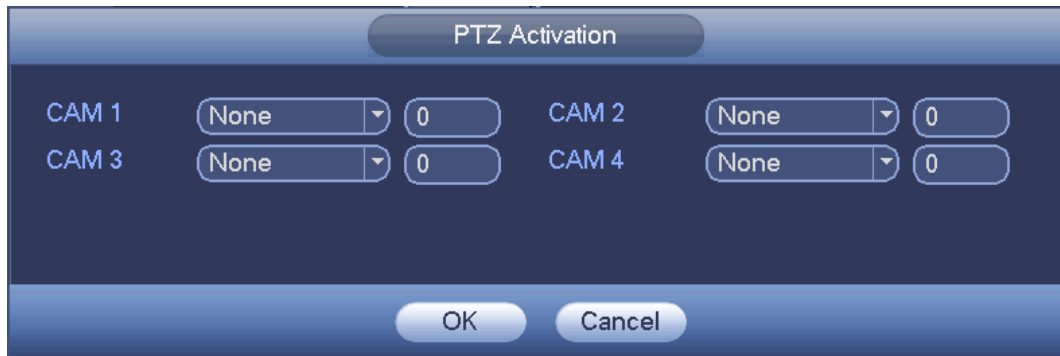 PTZ Activation
CAM 1 None 0 CAM 2 None 0
CAM 3 None 0 CAM 4 None 0
OK Cancel